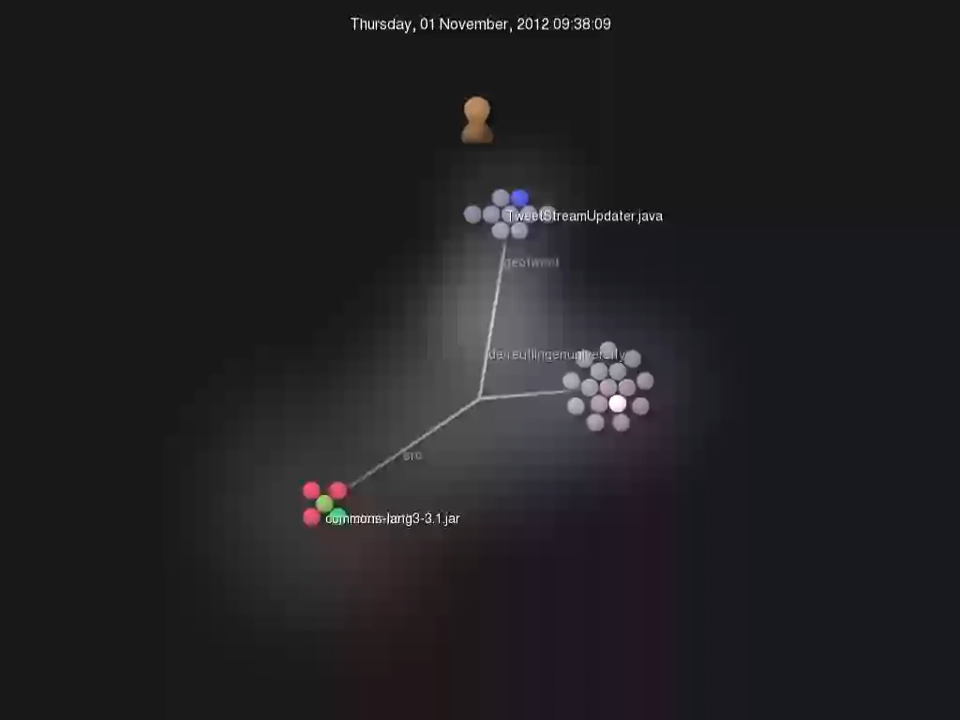 Thursday, 01 November, 2012 09:38:09
TweetStreamUpdater.java
geotweet
src
commons-lang3-3.1.jar